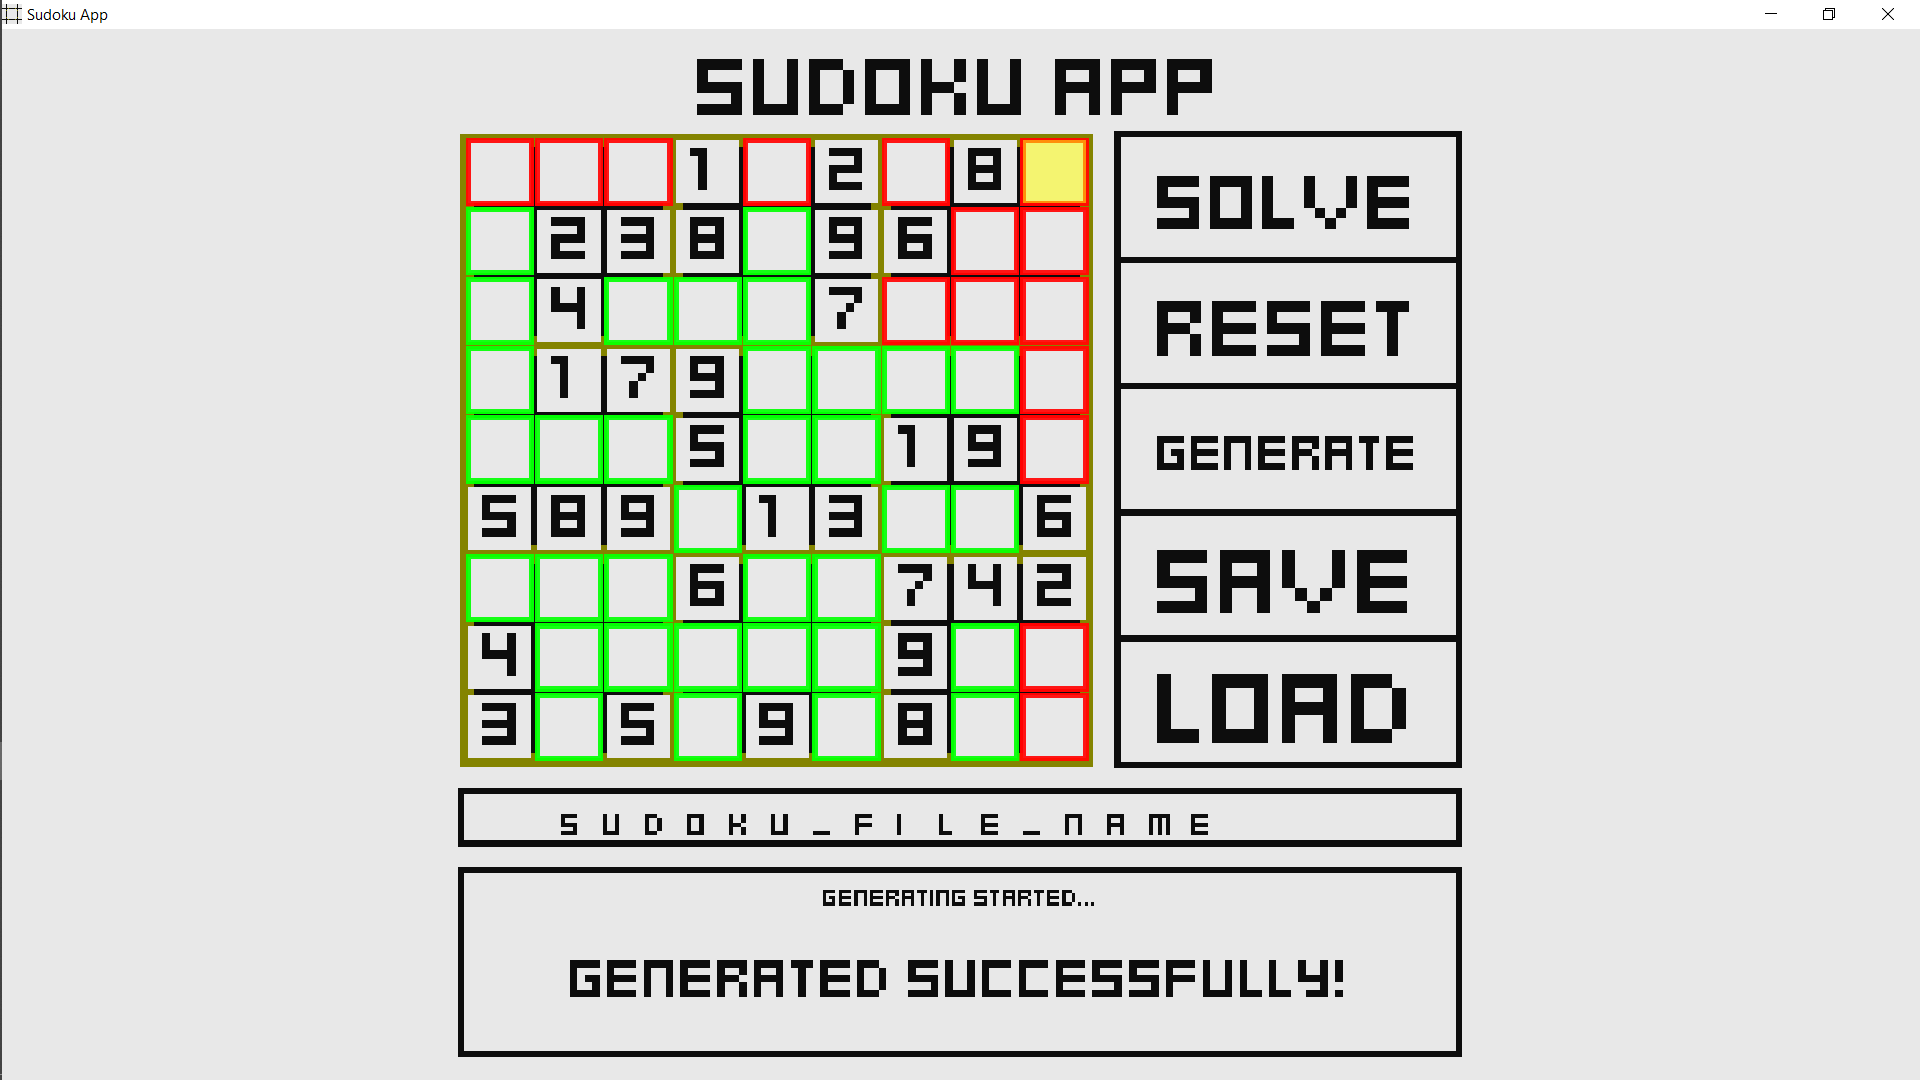 Sudoku App
SUDOKU APP
1 2 8
2 3 8 9 6
4 7
1 7 9
5 1 9
5 8 9 1 3 6
6 7 4 2
4 9
3 5 9 8
SOLVE
RESET
GENERATE
SAVE
LOAD
SUDOKU_FILE_NAME
GENERATING STARTED...
GENERATED SUCCESSFULLY!